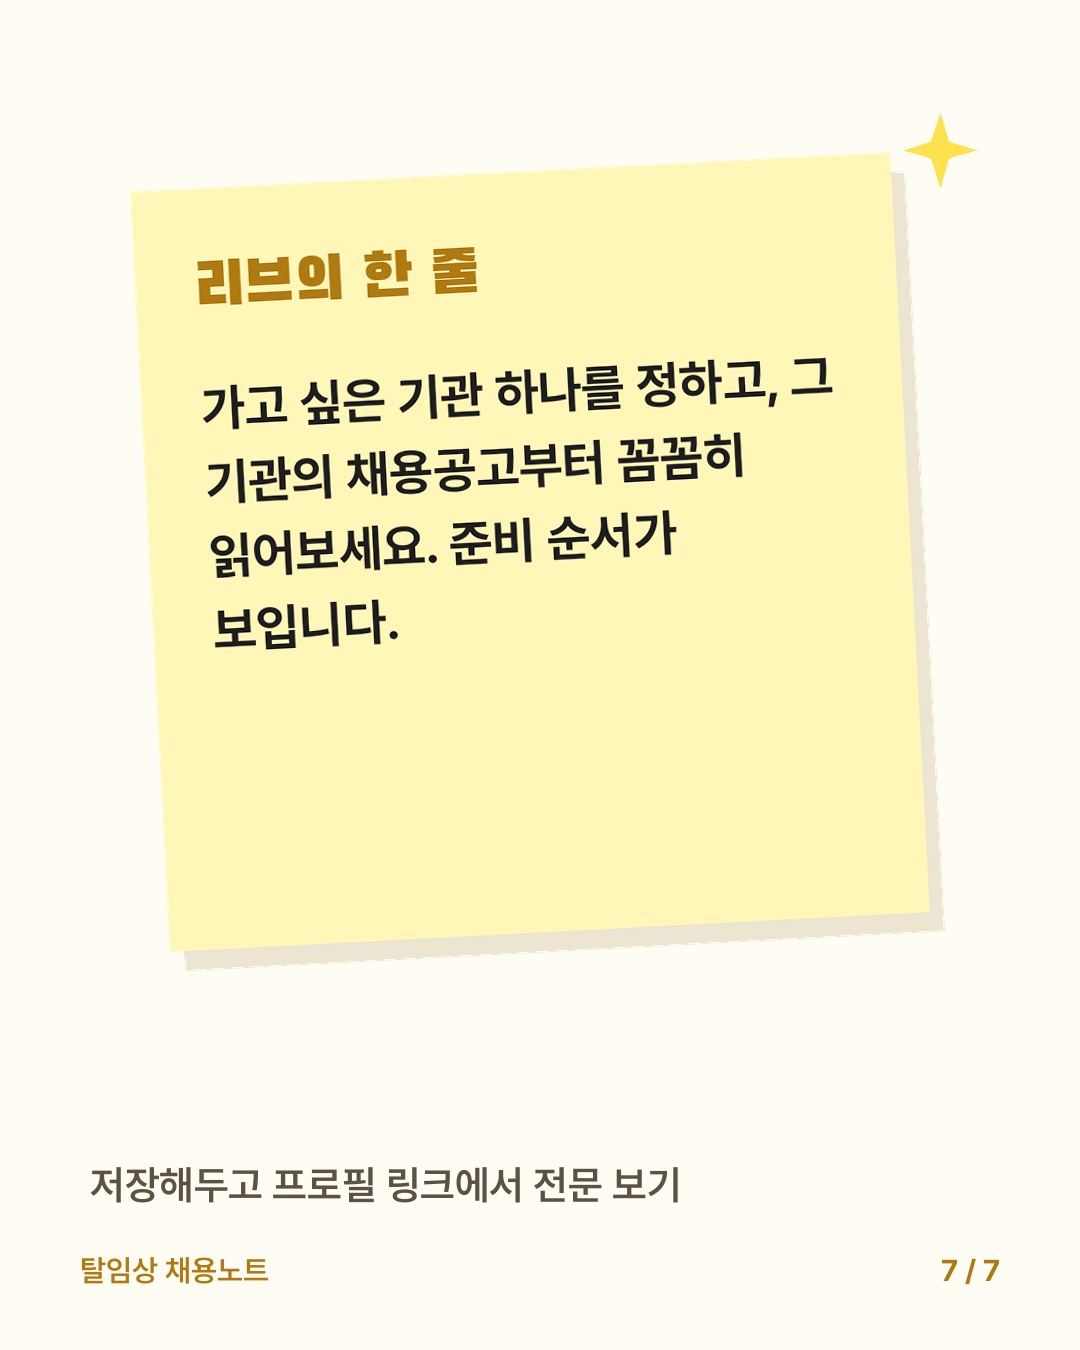 리브의 한 줄
가고 싶은 기관 하나를 정하고, 그
기관의 채용공고부터 꼼꼼히
읽어보세요. 준비 순서가
보입니다.
저장해두고 프로필 링크에서 전문 보기
탈임상 채용노트
7 / 7